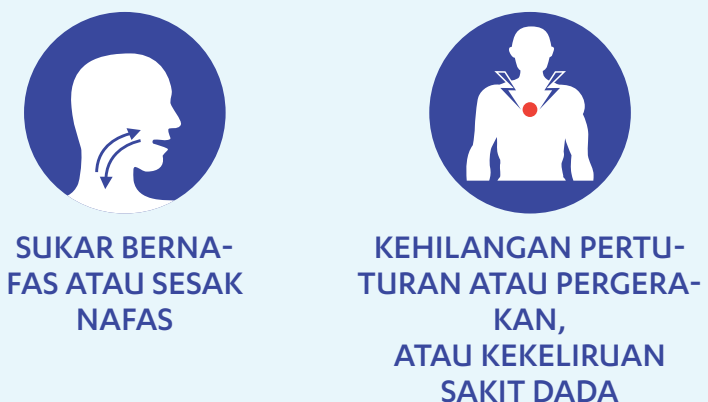 SUKAR BERNA-
FAS ATAU SESAK
NAFAS
KEHILANGAN PERTU-
TURAN ATAU PERGERA-
KAN,
ATAU KEKELIRUAN
SAKIT DADA